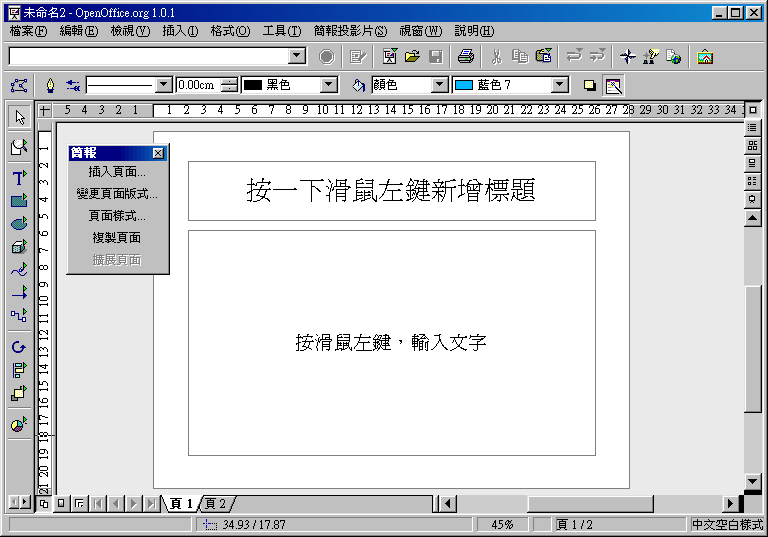 未命名2 - OpenOffice.org 1.0.1
檔案(F) 編輯(E) 檢視(V) 插入(I) 格式(O) 工具(T) 簡報投影片(S) 視窗(W) 說明(H)
0.00cm 黑色 顏色 藍色 7
5 4 3 2 1 1 2 3 4 5 6 7 8 9 10 11 12 13 14 15 16 17 18 19 20 21 22 23 24 25 26 27 28 29 30 31 32 33 34
1 2 3 4 5 6 7 8 9 10 11 12 13 14 15 16 17 18 19 20 21
簡報
插入頁面...
變更頁面版式...
頁面樣式...
複製頁面
擴展頁面
按一下滑鼠左鍵新增標題
按滑鼠左鍵，輸入文字
頁 1 頁 2
34.93 / 17.87 45% 頁 1 / 2 中文空白樣式